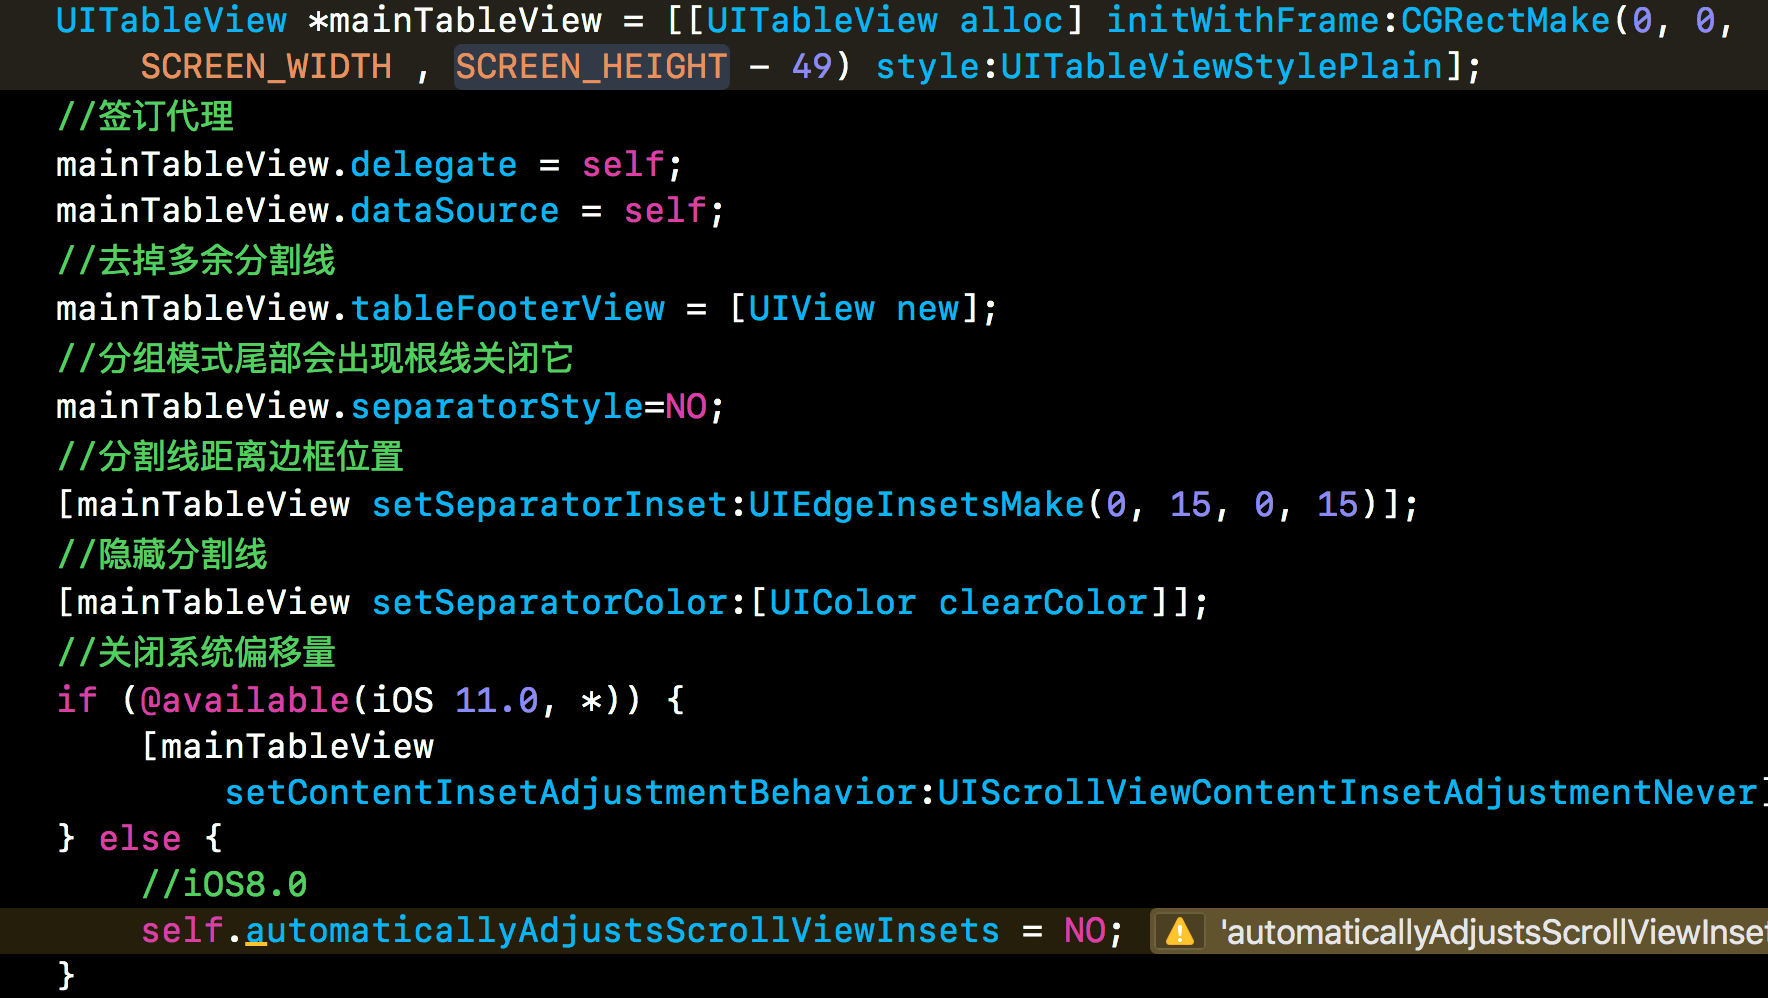 UITableView *mainTableView = [[UITableView alloc] initWithFrame:CGRectMake(0, 0,
SCREEN_WIDTH , SCREEN_HEIGHT - 49) style:UITableViewStylePlain];
//签订代理
mainTableView.delegate = self;
mainTableView.dataSource = self;
//去掉多余分割线
mainTableView.tableFooterView = [UIView new];
//分组模式尾部会出现根线关闭它
mainTableView.separatorStyle=NO;
//分割线距离边框位置
[mainTableView setSeparatorInset:UIEdgeInsetsMake(0, 15, 0, 15)];
//隐藏分割线
[mainTableView setSeparatorColor:[UIColor clearColor]];
//关闭系统偏移量
if (@available(iOS 11.0, *)) {
[mainTableView
setContentInsetAdjustmentBehavior:UIScrollViewContentInsetAdjustmentNever]
} else {
//iOS8.0
self.automaticallyAdjustsScrollViewInsets = NO; 'automaticallyAdjustsScrollViewInset
}